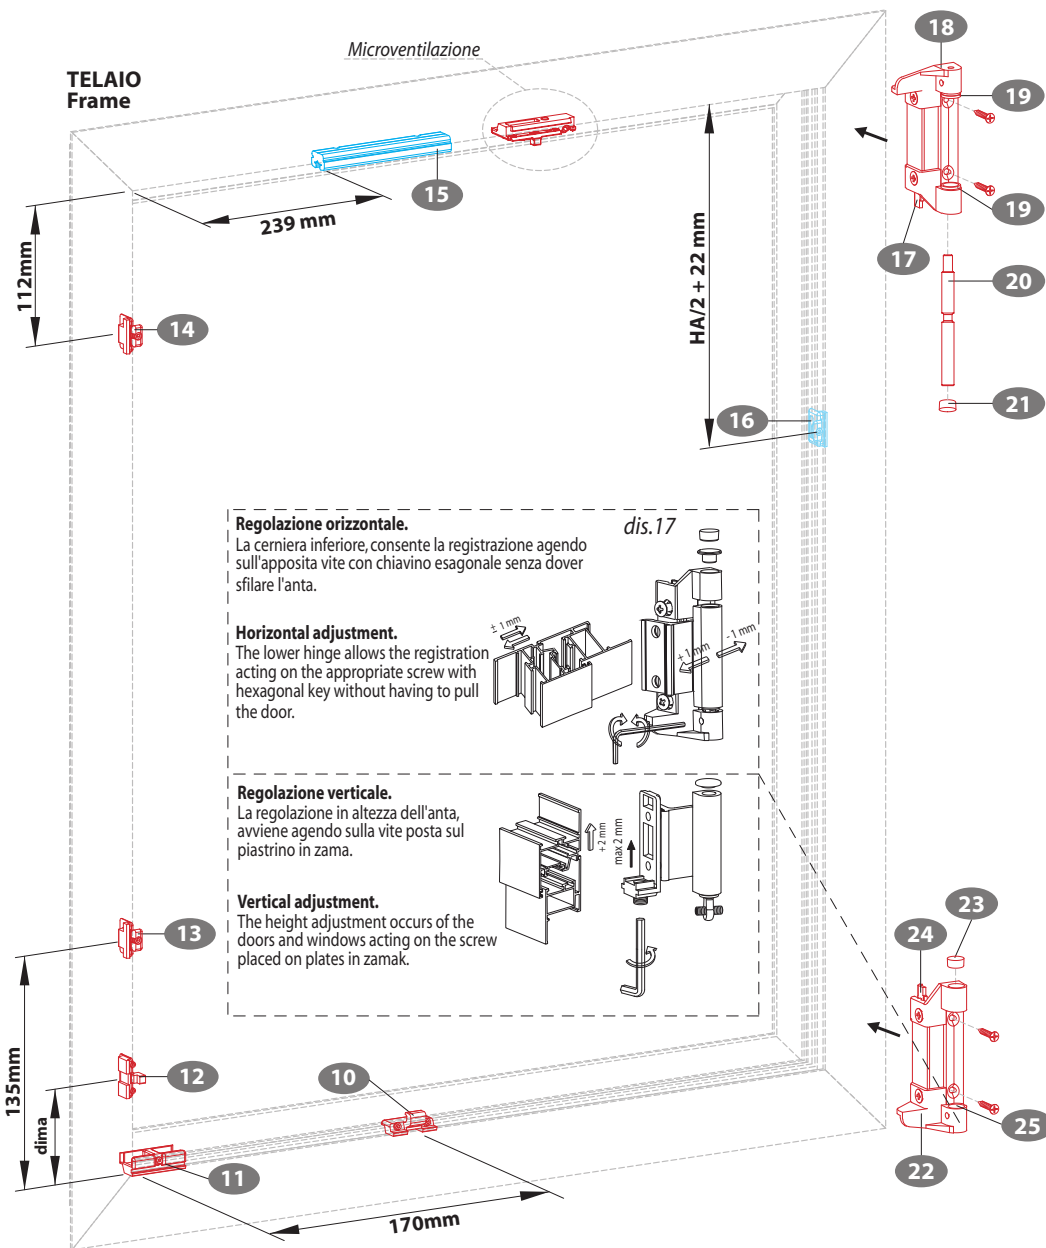 Microventilazione
TELAIO
Frame
18
19
15
239 mm
19
17
20
112mm
HA/2 + 22 mm
14
21
16
Regolazione orizzontale.
dis.17
La cerniera inferiore, consente la registrazione agendo
sull'apposita vite con chiavino esagonale senza dover
sfilare l'anta.
Horizontal adjustment.
The lower hinge allows the registration
acting on the appropriate screw with
hexagonal key without having to pull
the door.
± 1 mm
+ 1 mm
- 1 mm
Regolazione verticale.
La regolazione in altezza dell'anta,
avviene agendo sulla vite posta sul
piastrino in zama.
Vertical adjustment.
The height adjustment occurs of the
doors and windows acting on the screw
placed on plates in zamak.
+2 mm
max 2 mm
23
24
13
135mm
12
10
dima
11
25
22
170mm